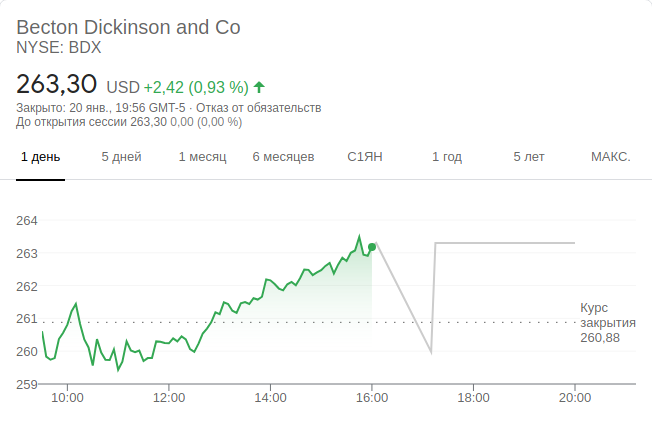 Becton Dickinson and Co
NYSE: BDX
263,30 USD +2,42 (0,93 %)
Закрыто: 20 янв., 19:56 GMT-5 · Отказ от обязательств
До открытия сессии 263,30 0,00 (0,00 %)
1 день 5 дней 1 месяц 6 месяцев С1ЯН 1 год 5 лет МАКС.
264
263
262
261
260
259
Курс
закрытия
260,88
10:00 12:00 14:00 16:00 18:00 20:00